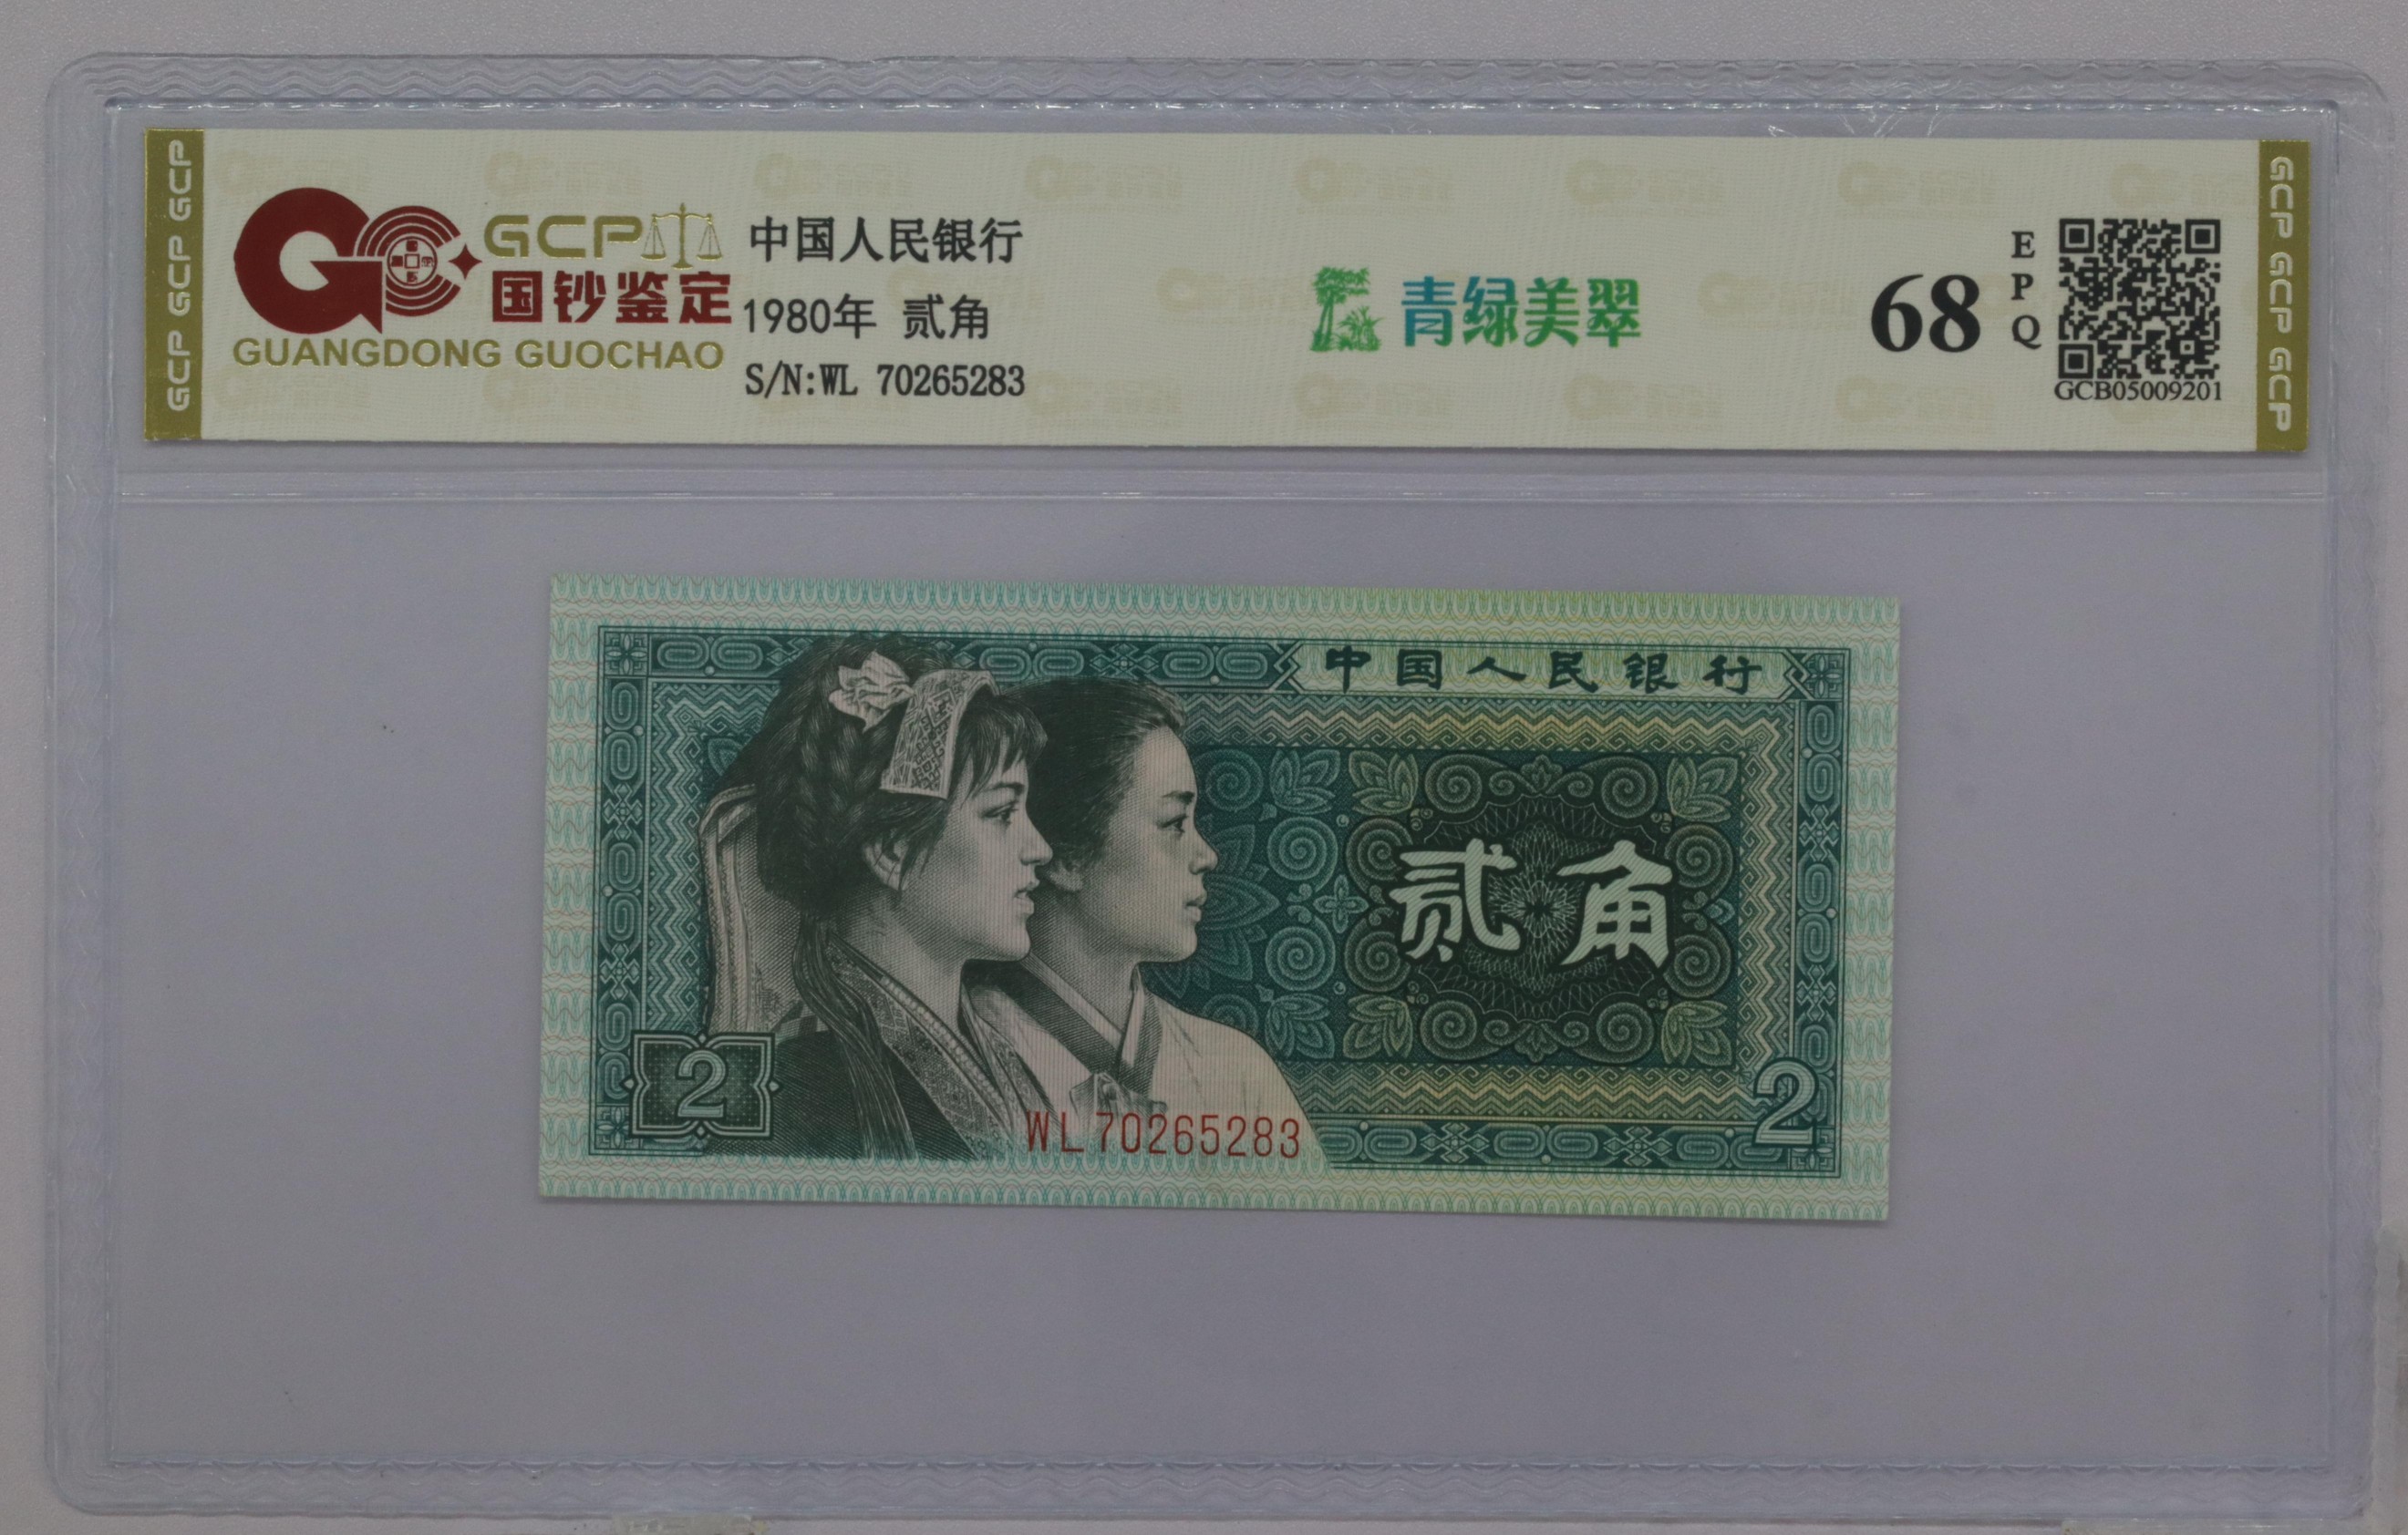 GCP GCP GCP
GCP
国钞鉴定
GUANGDONG GUOCHAO
中国人民银行
1980年 贰角
S/N:WL 70265283
青绿美翠
68
EPQ
GCB05009201
GCP GCP GCP
中国人民银行
贰角
2
WL70265283
2